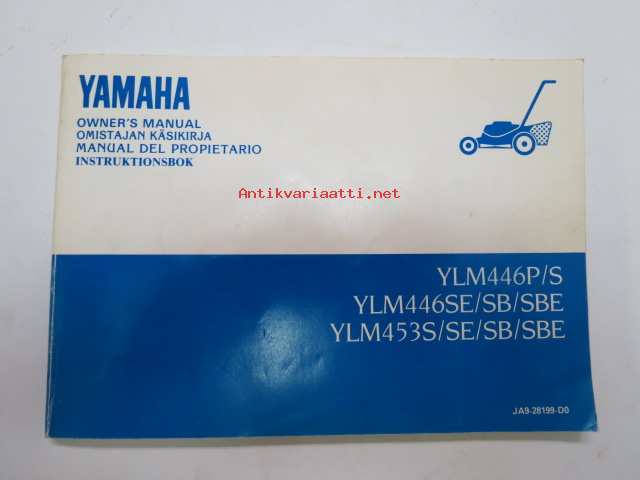 YAMAHA
OWNER'S MANUAL
OMISTAJAN KÄSIKIRJA
MANUAL DEL PROPIETARIO
INSTRUKTIONSBOK
Antikvariaatti.net
YLM446P/S
YLM446SE/SB/SBE
YLM453S/SE/SB/SBE
JA9-28199-D0